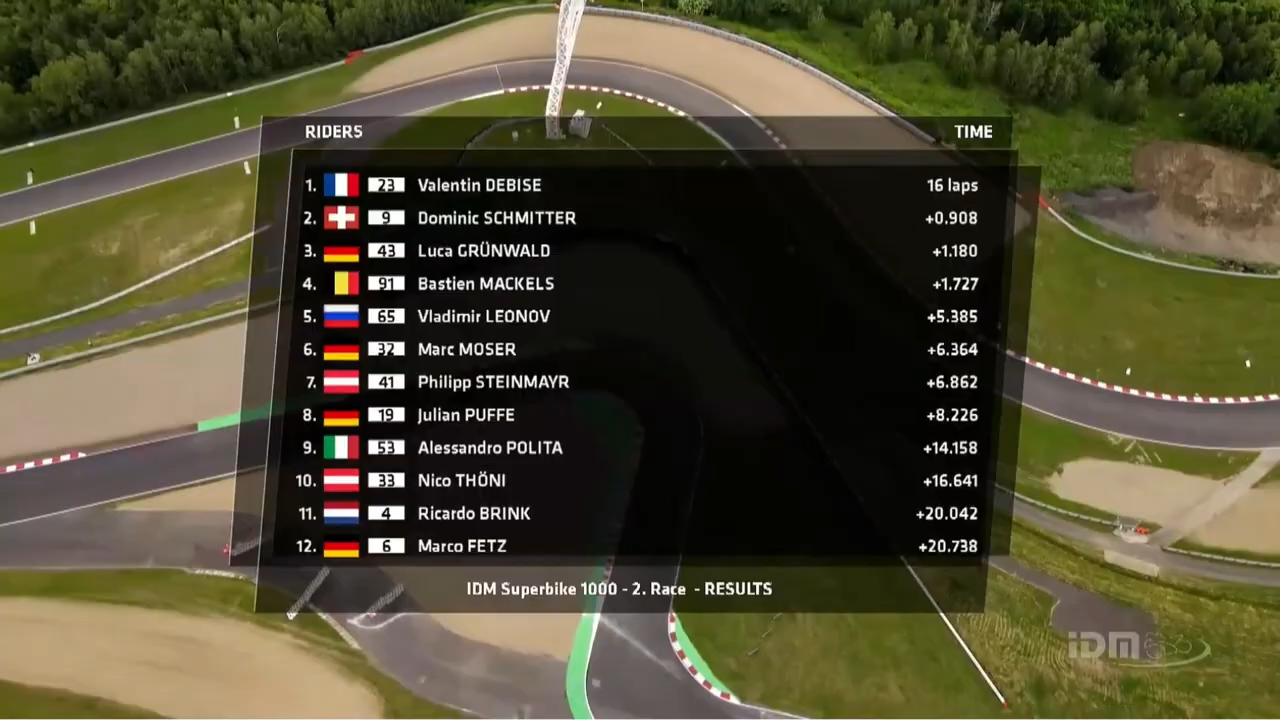 RIDERS TIME
1. 23 Valentin DEBISE 16 laps
2. 9 Dominic SCHMITTER +0.908
3. 43 Luca GRÜNWALD +1.180
4. 91 Bastien MACKELS +1.727
5. 65 Vladimir LEONOV +5.385
6. 32 Marc MOSER +6.364
7. 41 Philipp STEINMAYR +6.862
8. 19 Julian PUFFE +8.226
9. 53 Alessandro POLITA +14.158
10. 33 Nico THÖNI +16.641
11. 4 Ricardo BRINK +20.042
12. 6 Marco FETZ +20.738
IDM Superbike 1000 - 2. Race - RESULTS
iDM